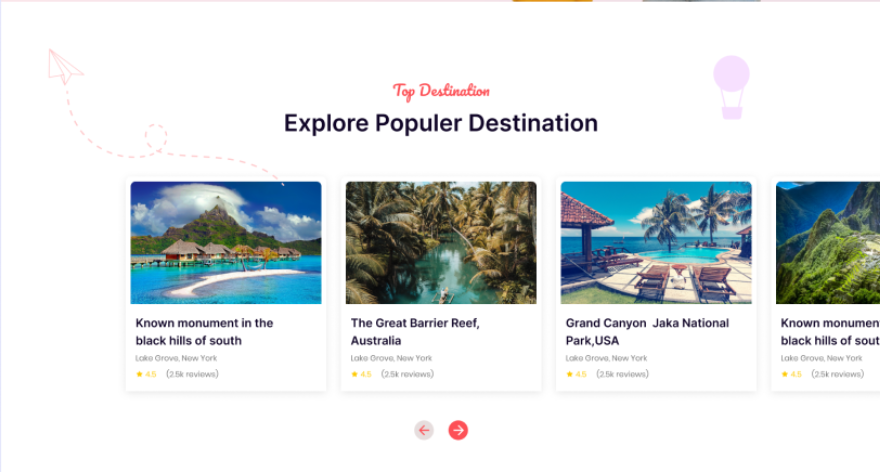 Top Destination
Explore Populer Destination
Known monument in the
black hills of south
Lake Grove, New York
4.5 (2.5k reviews)
The Great Barrier Reef,
Australia
Lake Grove, New York
4.5 (2.5k reviews)
Grand Canyon Jaka National
Park,USA
Lake Grove, New York
4.5 (2.5k reviews)
Known monument
black hills of sout
Lake Grove, New York
4.5 (2.5k reviews)